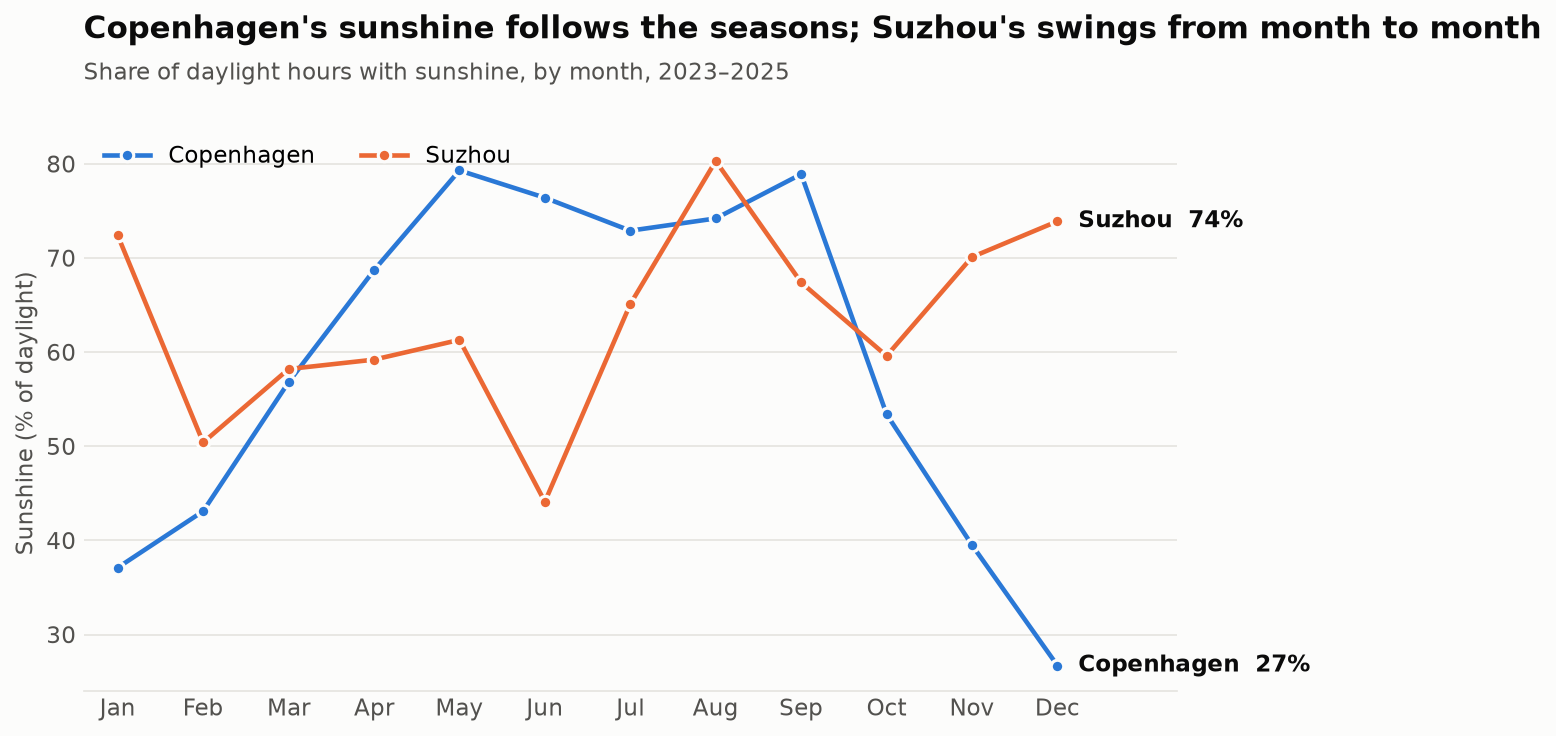 Copenhagen's sunshine follows the seasons; Suzhou's swings from month to month
Share of daylight hours with sunshine, by month, 2023–2025
Copenhagen Suzhou
Sunshine (% of daylight)
80
70
60
50
40
30
Suzhou 74%
Copenhagen 27%
Jan Feb Mar Apr May Jun Jul Aug Sep Oct Nov Dec